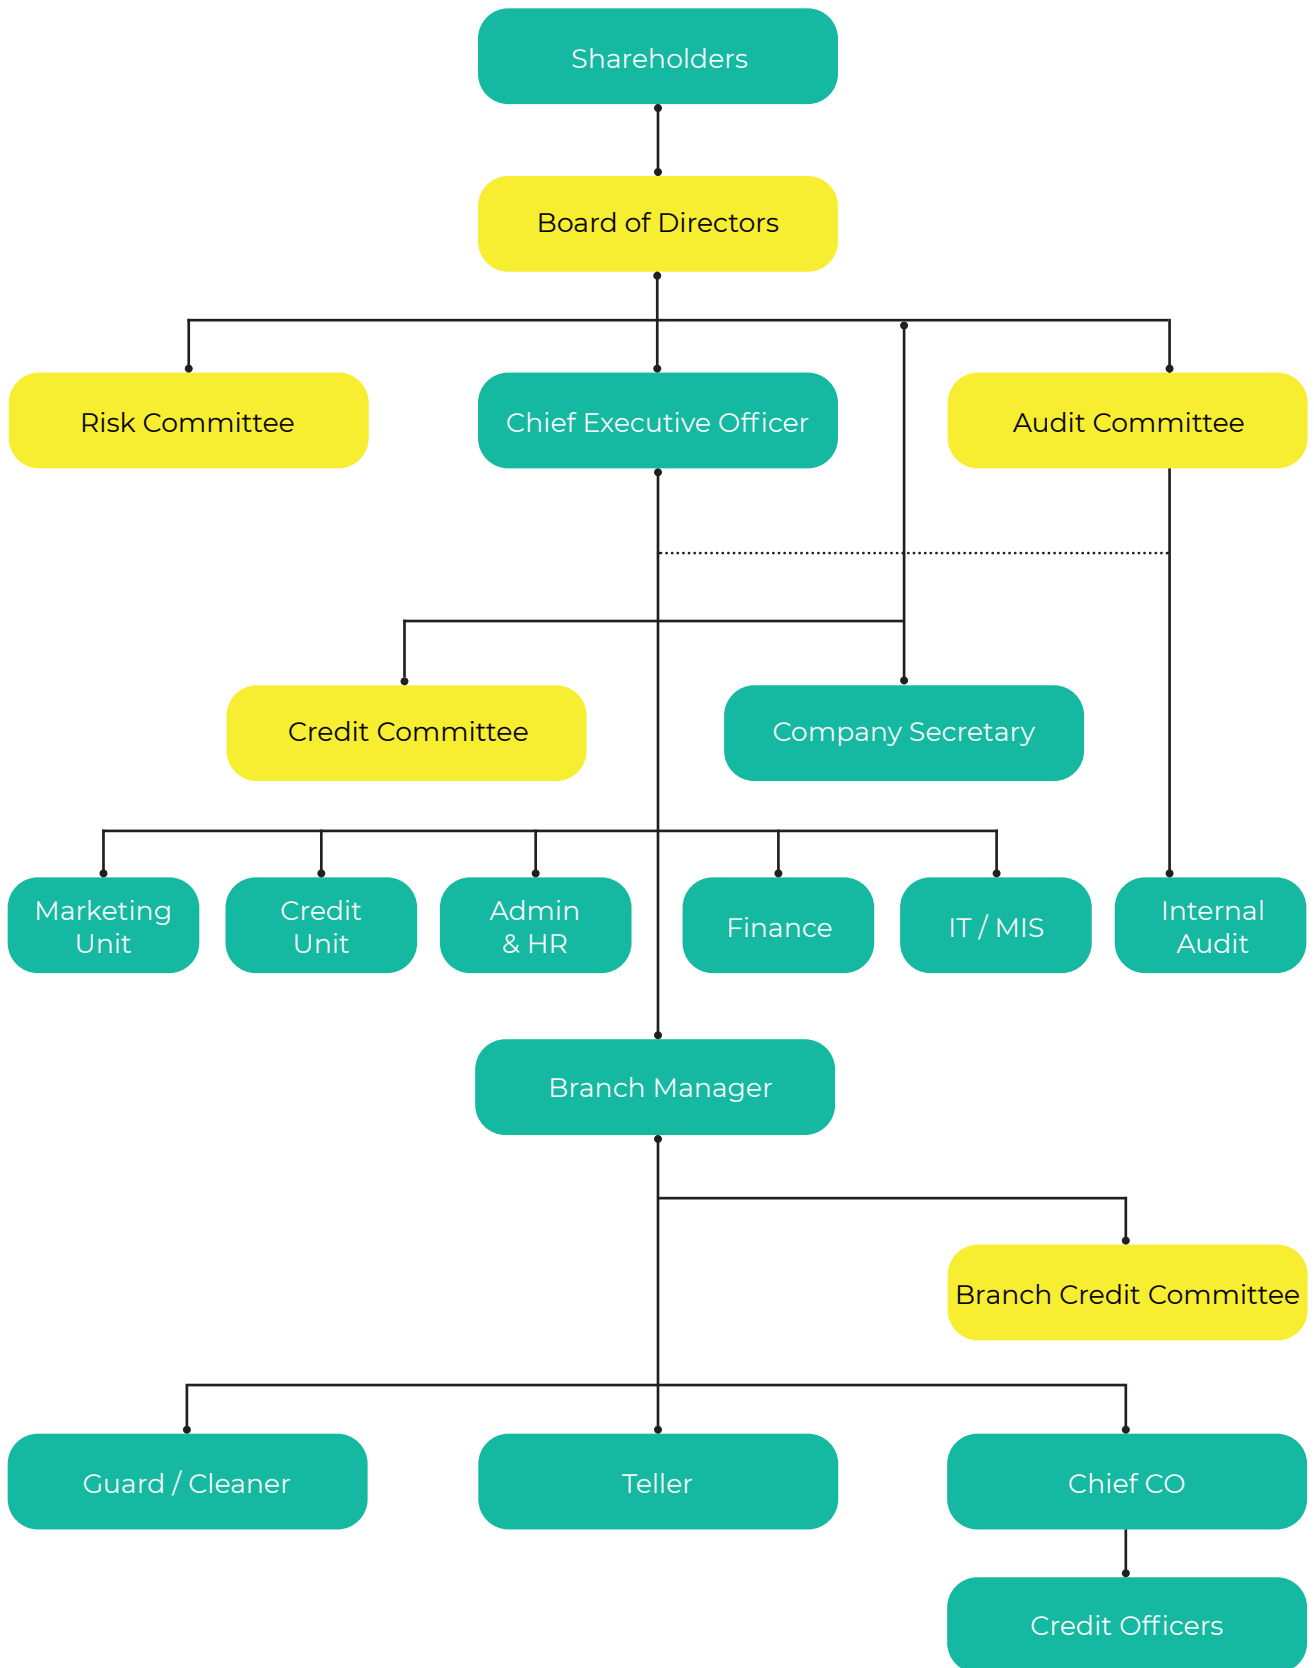 Shareholders
Board of Directors
Risk Committee
Chief Executive Officer
Audit Committee
Credit Committee
Company Secretary
Marketing
Unit
Credit
Unit
Admin
& HR
Finance
IT / MIS
Internal
Audit
Branch Manager
Branch Credit Committee
Guard / Cleaner
Teller
Chief CO
Credit Officers